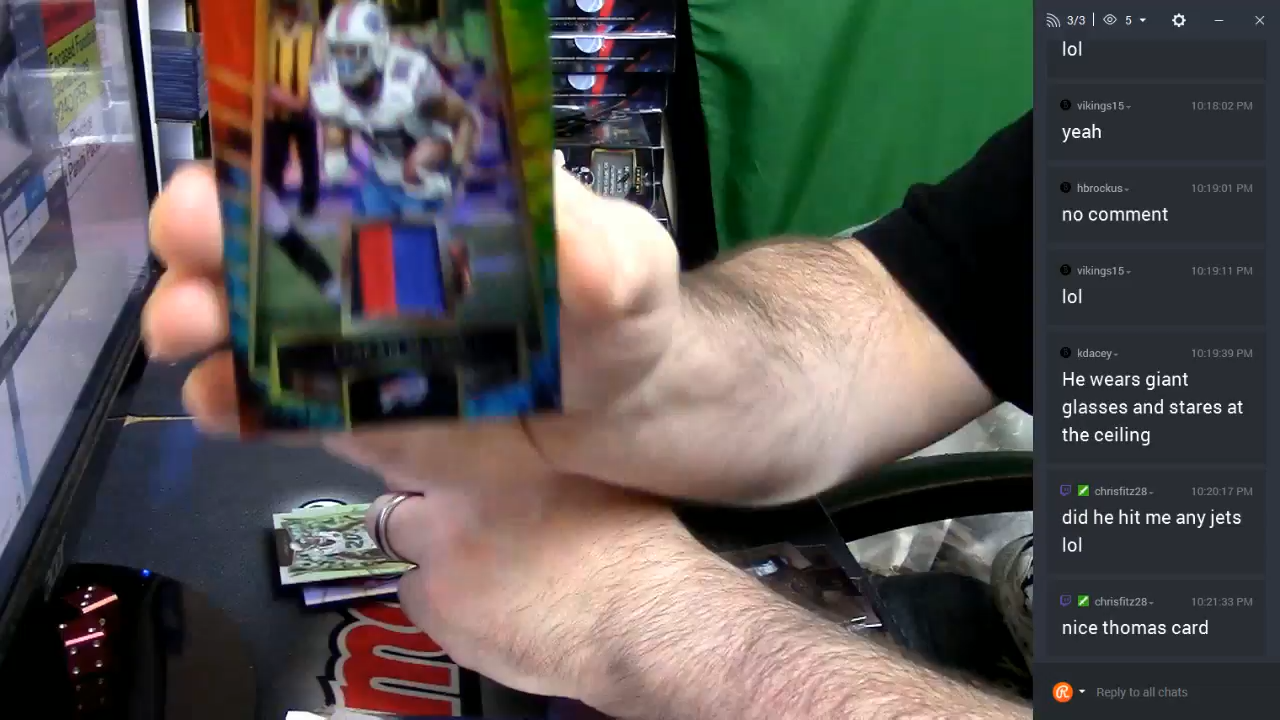 3/3
5
lol
vikings15
10:18:02 PM
yeah
hbrockus
10:19:01 PM
no comment
vikings15
10:19:11 PM
lol
kdacey
10:19:39 PM
He wears giant
glasses and stares at
the ceiling
chrisfitz28
10:20:17 PM
did he hit me any jets
lol
chrisfitz28
10:21:33 PM
nice thomas card
Reply to all chats